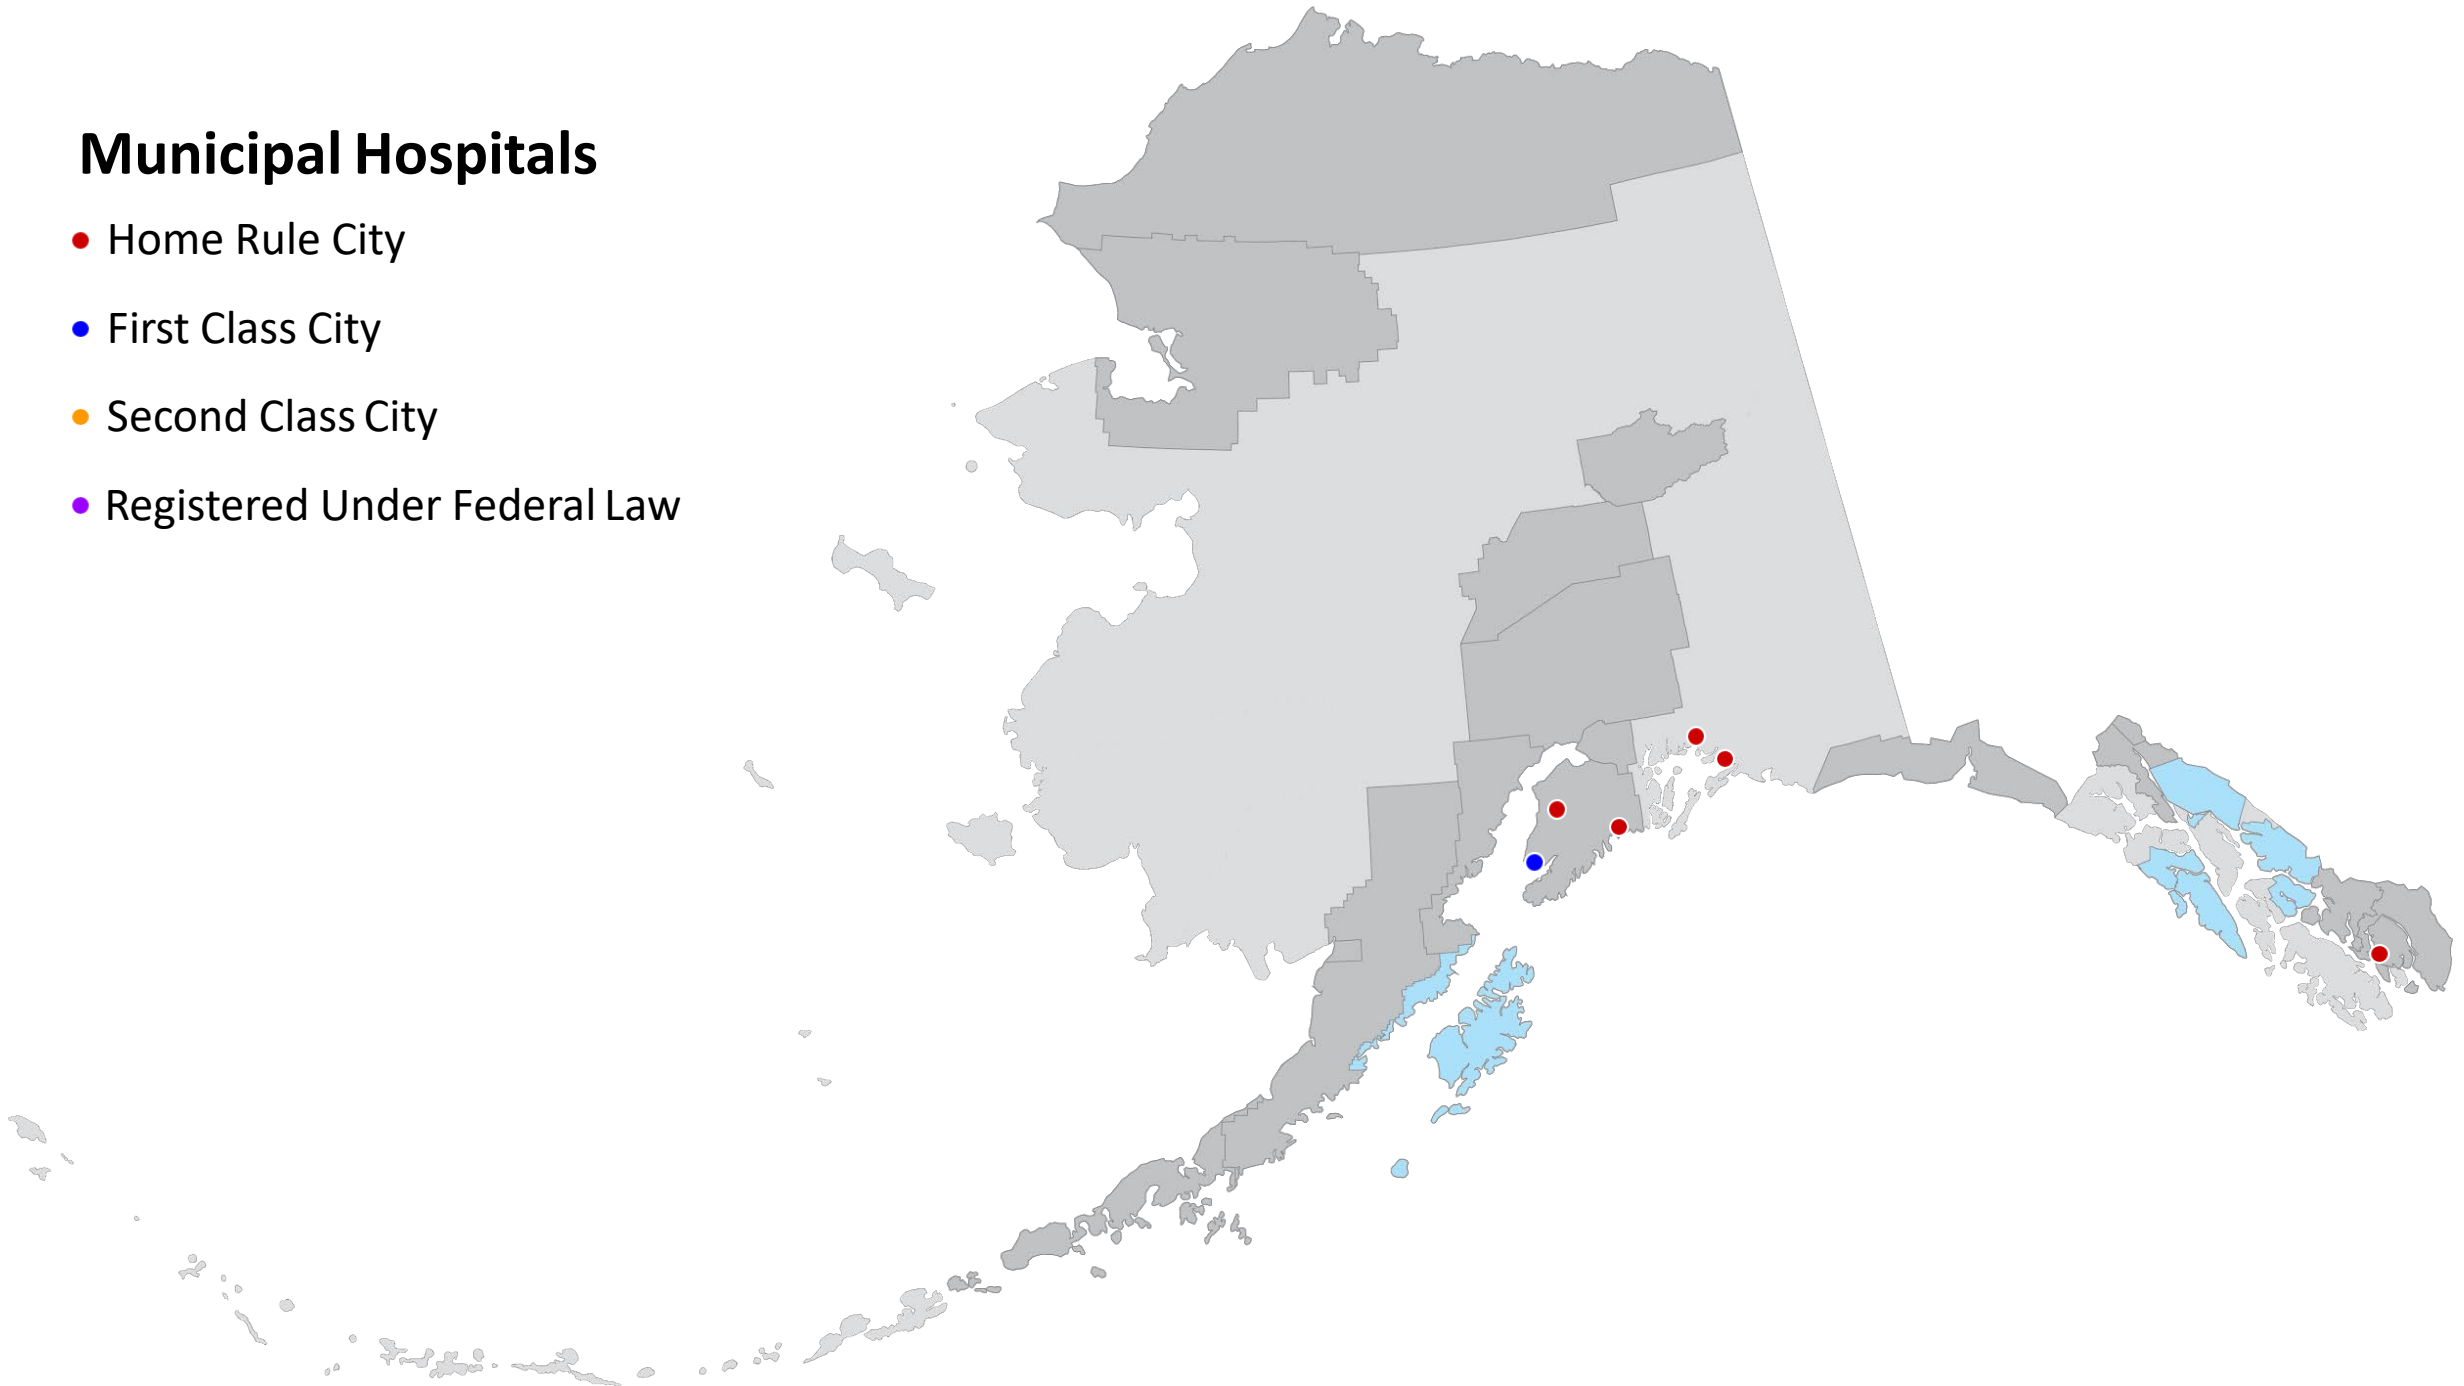 Municipal Hospitals
Home Rule City
First Class City
Second Class City
Registered Under Federal Law